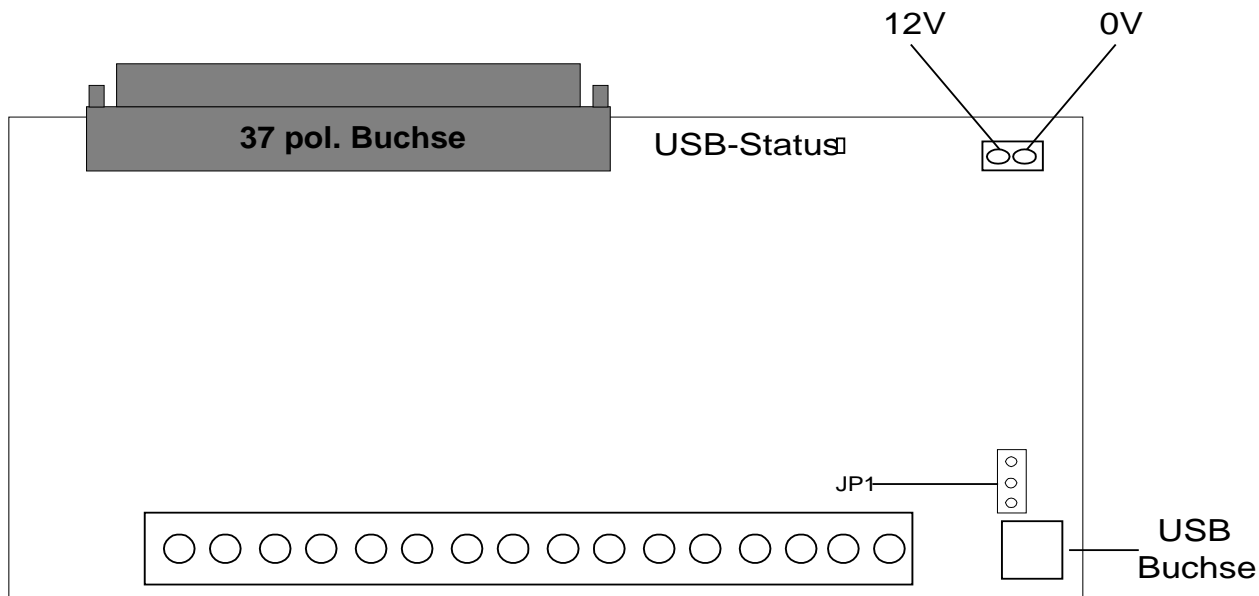 12V
0V
37 pol. Buchse
USB-Status
JP1
USB
Buchse